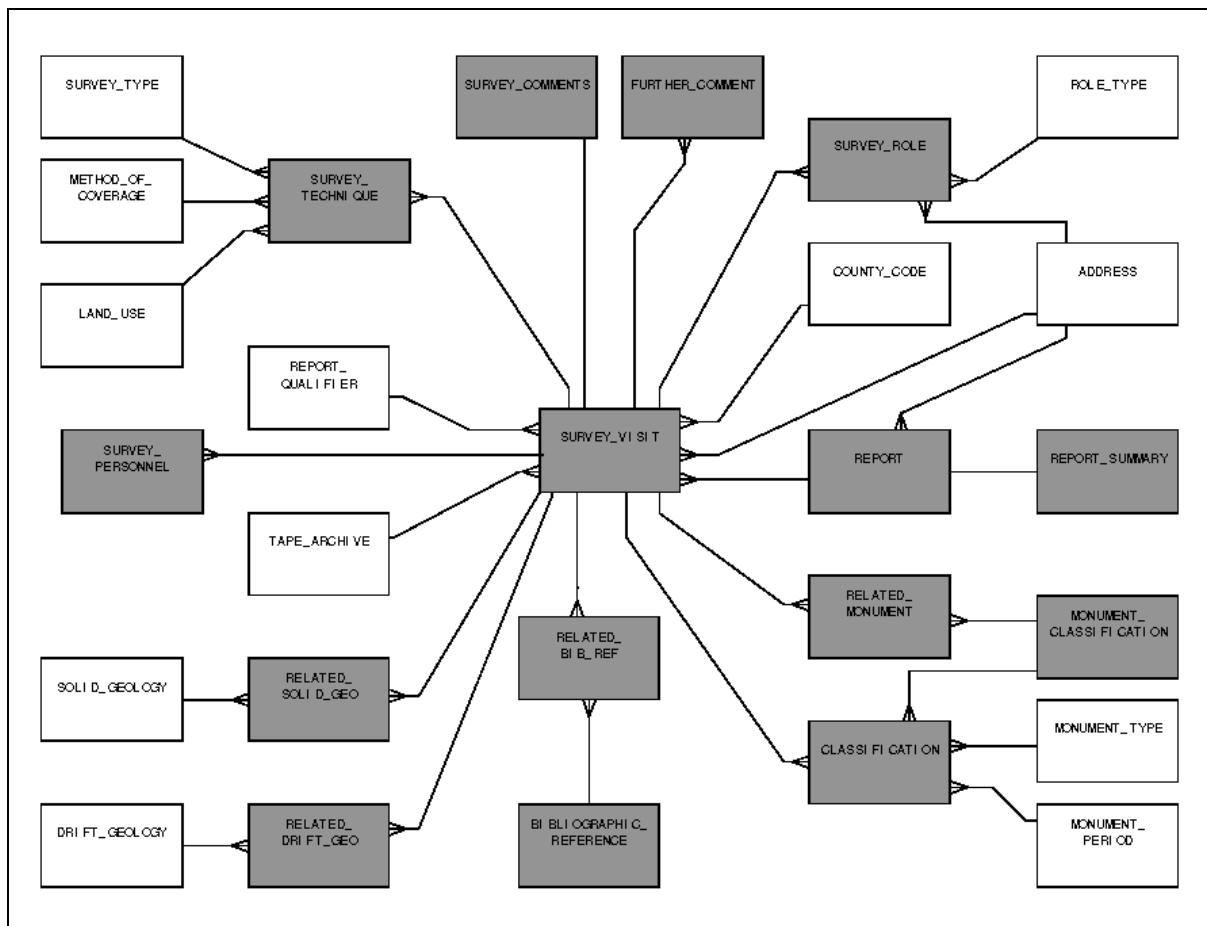 SURVEY_TYPE
SURVEY_COMMENTS
FURTHER_COMMENT
ROLE_TYPE
SURVEY_ROLE
METHOD_OF_
COVERAGE
SURVEY_
TECHNIQUE
LAND_USE
COUNTY_CODE
ADDRESS
REPORT_
QUALIFIER
SURVEY_VISIT
SURVEY_
PERSONNEL
REPORT
REPORT_SUMMARY
TAPE_ARCHIVE
RELATED_
MONUMENT
MONUMENT_
CLASSIFICATION
RELATED_
BIB_REF
SOLID_GEOLOGY
RELATED_
SOLID_GEO
CLASSIFICATION
MONUMENT_TYPE
DRIFT_GEOLOGY
RELATED_
DRIFT_GEO
BIBLIOGRAPHIC_
REFERENCE
MONUMENT_
PERIOD